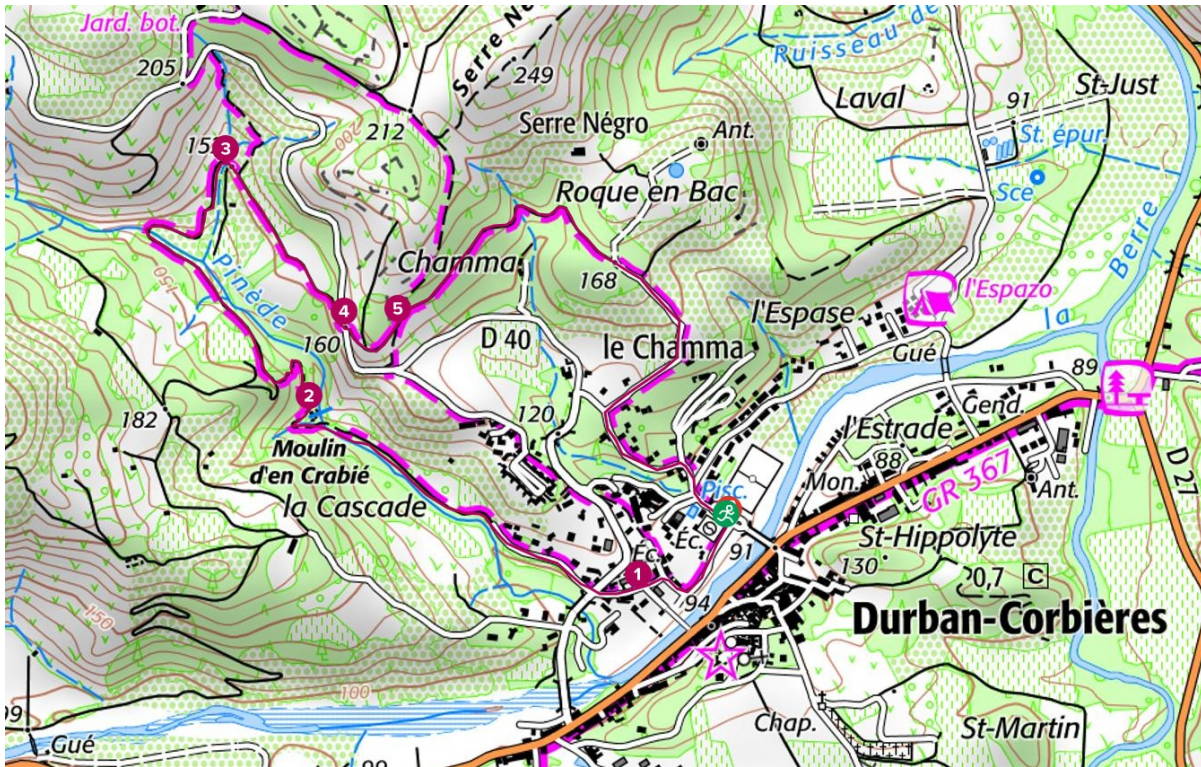 Jard. bot.
205
Serre
249
Ruisseau de
Laval
91
St-Just
212
200
Serre Négro
Ant.
St. épur.
3
Roque en Bac
Sce
Berre
la
Chamma
168
150
Pinède
4
5
160
l'Espazo
l'Espase
D 40
le Chamma
Gué
89
2
182
120
Gend.
l'Estrade
88
Moulin
d'en Crabié
la Cascade
Pisc.
Mon.
GR 367
Ant.
D 27
Éc.
Éc.
91
St-Hippolyte
130
1
94
0,7 C
Durban-Corbières
150
100
Chap.
St-Martin
Gué